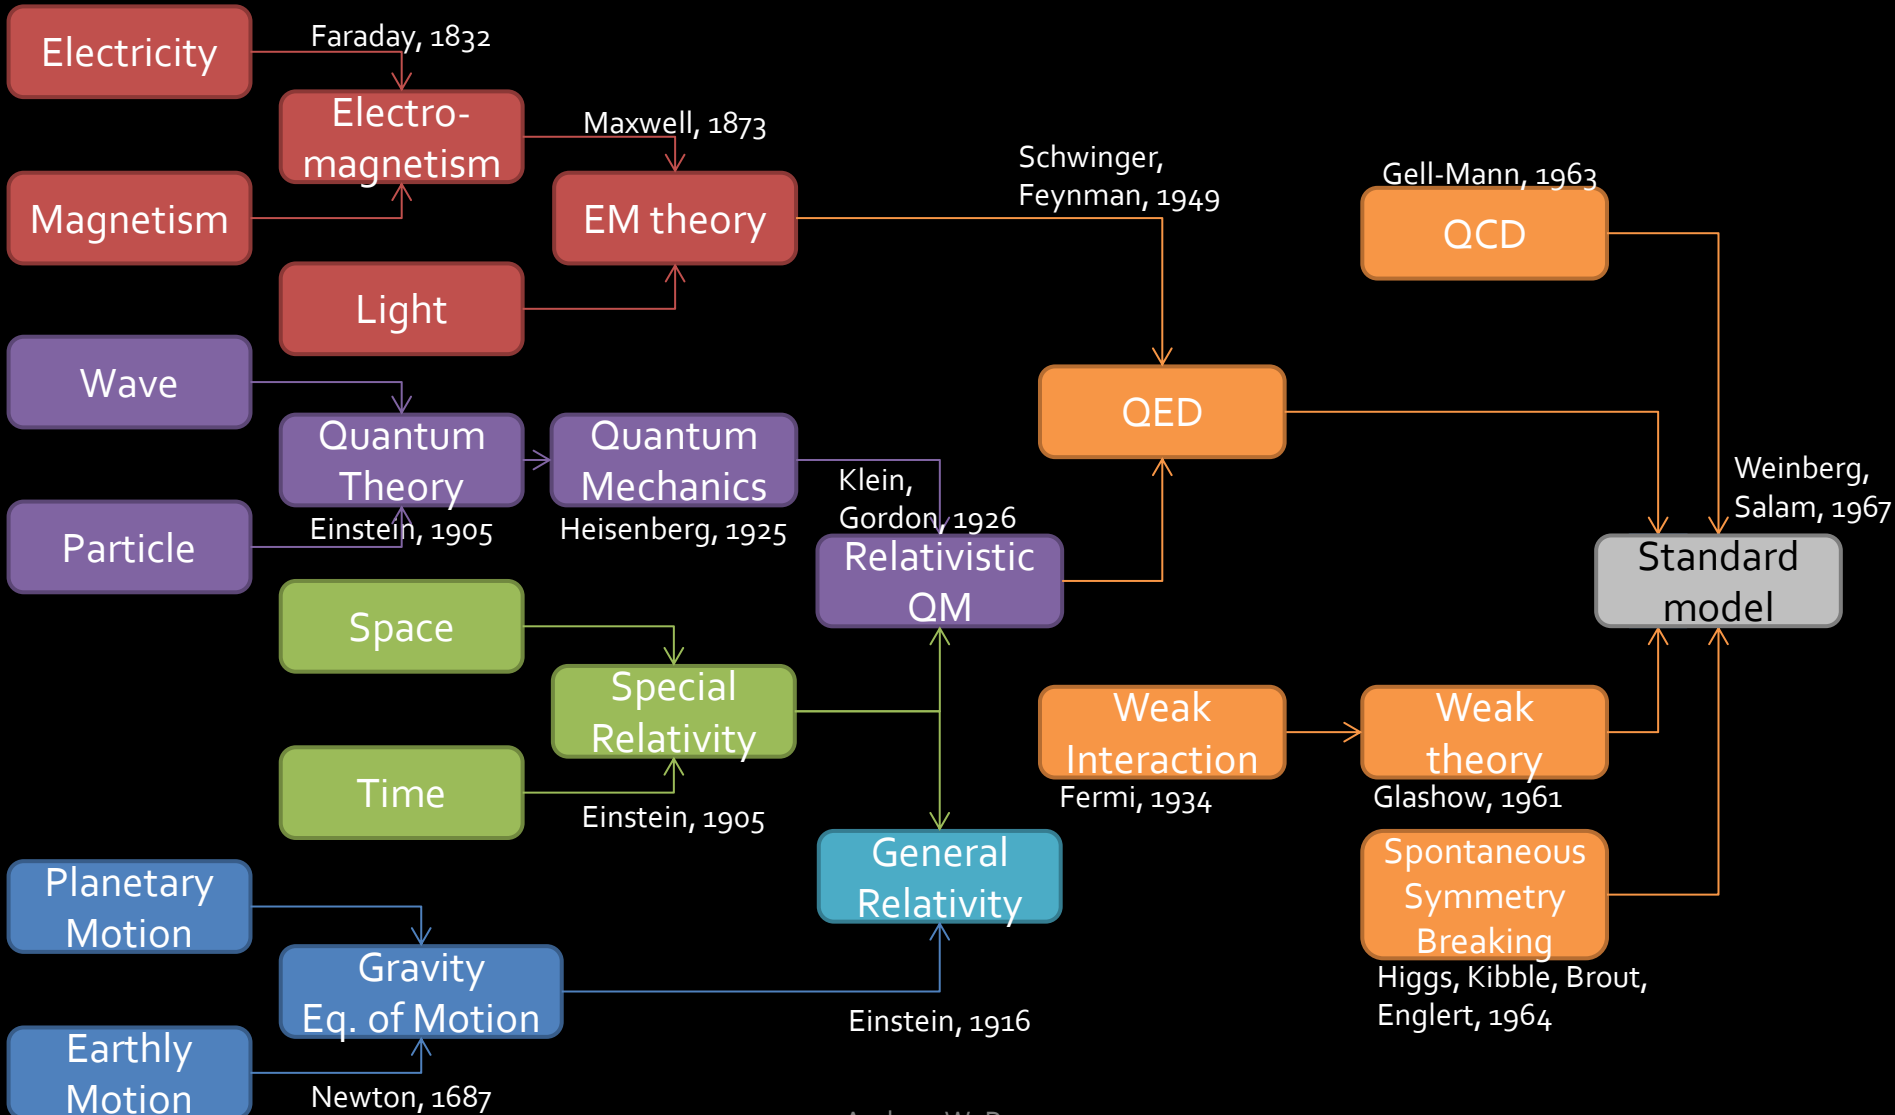 Electricity
Faraday, 1832
Electro-
magnetism
Maxwell, 1873
Magnetism
EM theory
Light
Schwinger,
Feynman, 1949
Gell-Mann, 1963
QCD
Wave
Quantum
Theory
Einstein, 1905
Quantum
Mechanics
Heisenberg, 1925
Particle
Klein,
Gordon, 1926
Relativistic
QM
QED
Weinberg,
Salam, 1967
Standard
model
Space
Special
Relativity
Time
Einstein, 1905
Weak
Interaction
Fermi, 1934
Weak
theory
Glashow, 1961
General
Relativity
Spontaneous
Symmetry
Breaking
Higgs, Kibble, Brout,
Englert, 1964
Planetary
Motion
Gravity
Eq. of Motion
Einstein, 1916
Earthly
Motion
Newton, 1687